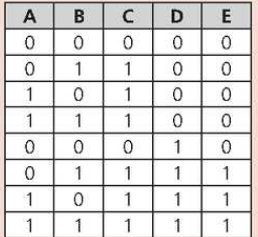 A B C D E
0 0 0 0 0
0 1 1 0 0
1 0 1 0 0
1 1 1 0 0
0 0 0 1 0
0 1 1 1 1
1 0 1 1 1
1 1 1 1 1